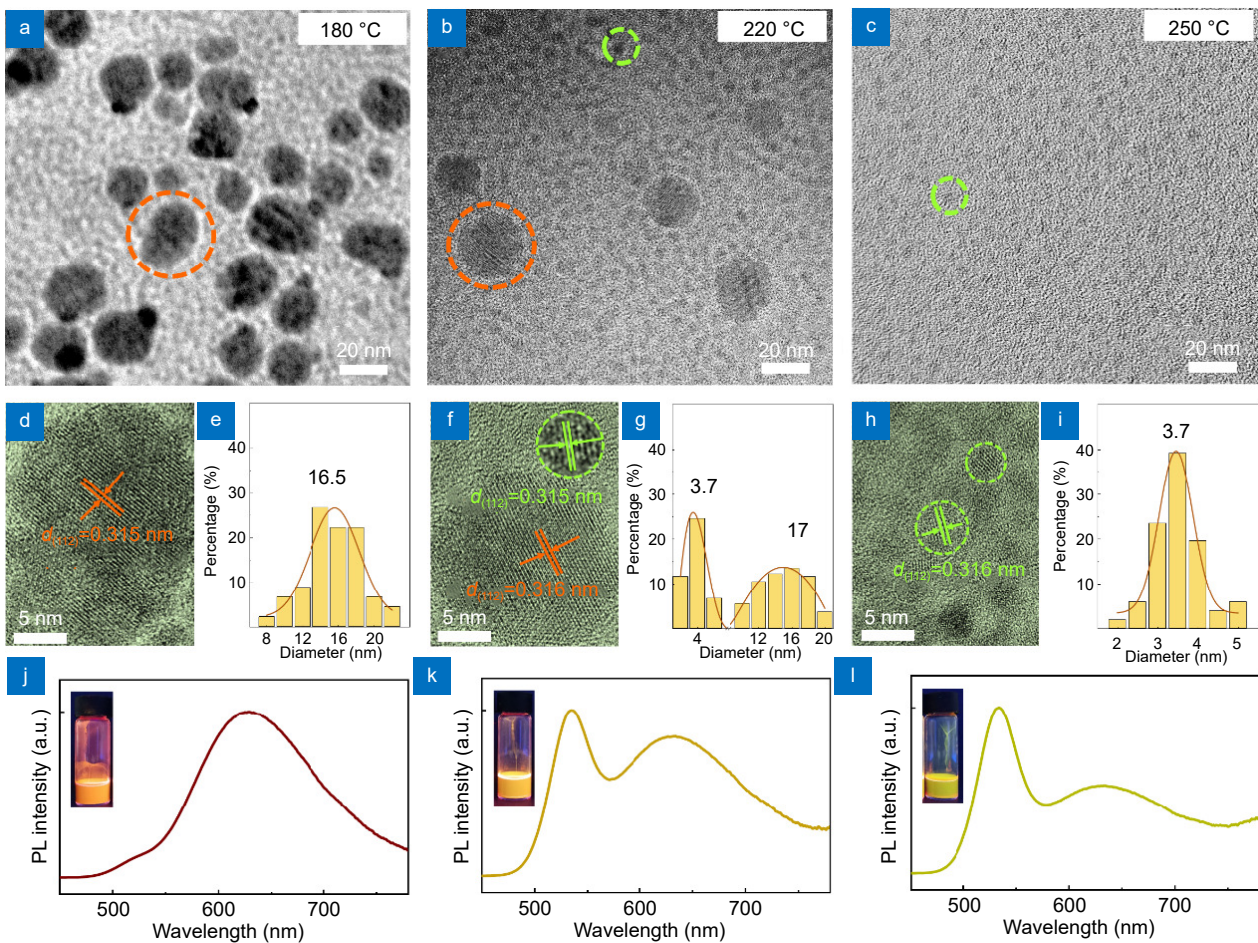 a
180 °C
20 nm
b
220 °C
20 nm
c
250 °C
20 nm
d
d(112)=0.315 nm
5 nm
e
Percentage (%)
40
30
20
10
16.5
8 12 16 20
Diameter (nm)
f
d(112)=0.315 nm
d(112)=0.316 nm
5 nm
g
Percentage (%)
40
30
20
10
3.7
17
4 12 16 20
Diameter (nm)
h
d(112)=0.316 nm
5 nm
i
Percentage (%)
40
30
20
10
3.7
2 3 4 5
Diameter (nm)
j
PL intensity (a.u.)
500 600 700
Wavelength (nm)
k
PL intensity (a.u.)
500 600 700
Wavelength (nm)
l
PL intensity (a.u.)
500 600 700
Wavelength (nm)